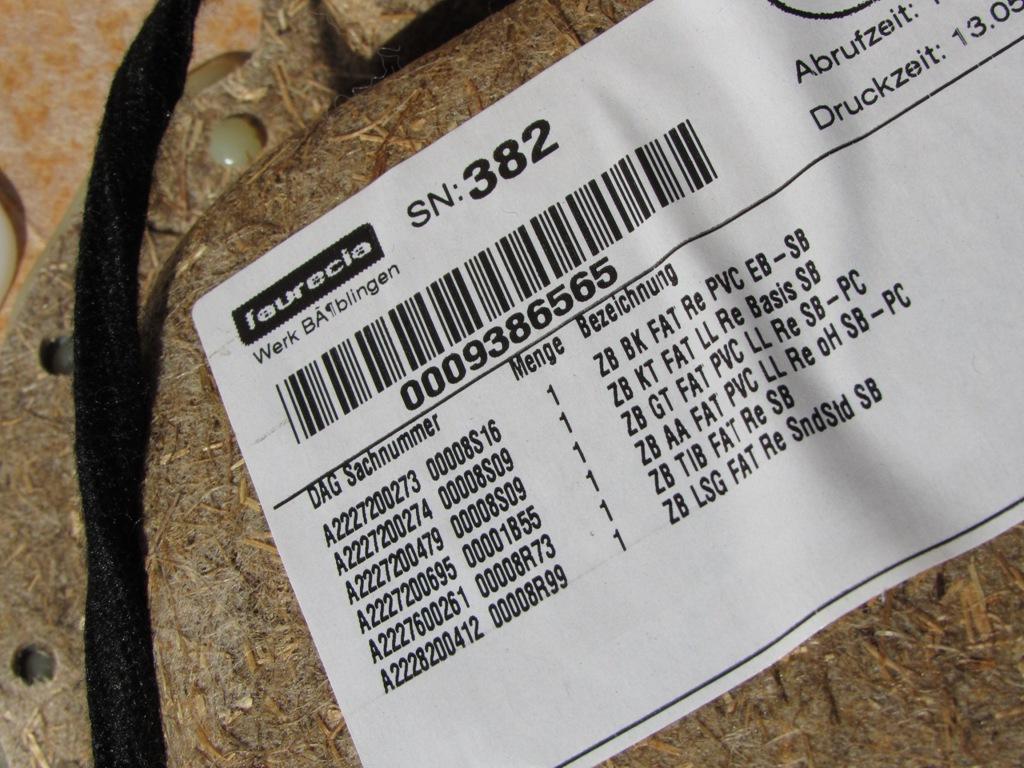 Abrufzeit:
Druckzeit: 13.05
SN: 382
faurecia
Werk BÃ¶blingen
0009386565
DAG Sachnummer Menge Bezeichnung
A2227200273 00008S16 1 ZB BK FAT Re PVC EB-SB
A2227200274 00008S09 1 ZB KT FAT LL Re Basis SB
A2227200479 00008S09 1 ZB GT FAT PVC LL Re SB-PC
A2227200695 00001B55 1 ZB AA FAT PVC LL Re oH SB-PC
A2227600261 00008R73 1 ZB TIB FAT Re SB
A2228200412 00008R99 1 ZB LSG FAT Re SndStd SB